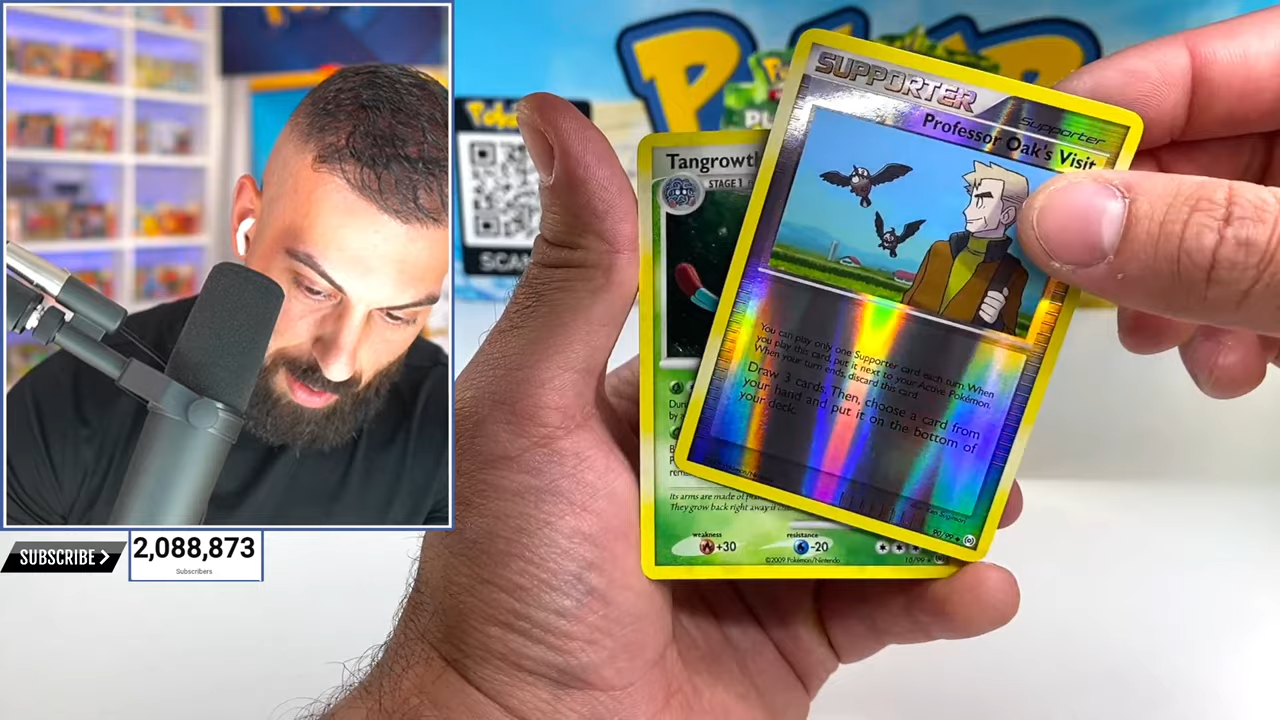 SUPPORTER
Supporter
Professor Oak's Visit
You can play only one Supporter card each turn. When
you play this card, put it next to your Active Pokémon.
When your turn ends, discard this card.
Draw 3 cards. Then, choose a card from
your hand and put it on the bottom of
your deck.
90/99
Tangrowth
STAGE 1
Its arms are made of
They grow back right away
weakness
+30
resistance
-20
©2009 Pokémon/Nintendo
10/99
SUBSCRIBE >
2,088,873
Subscribers